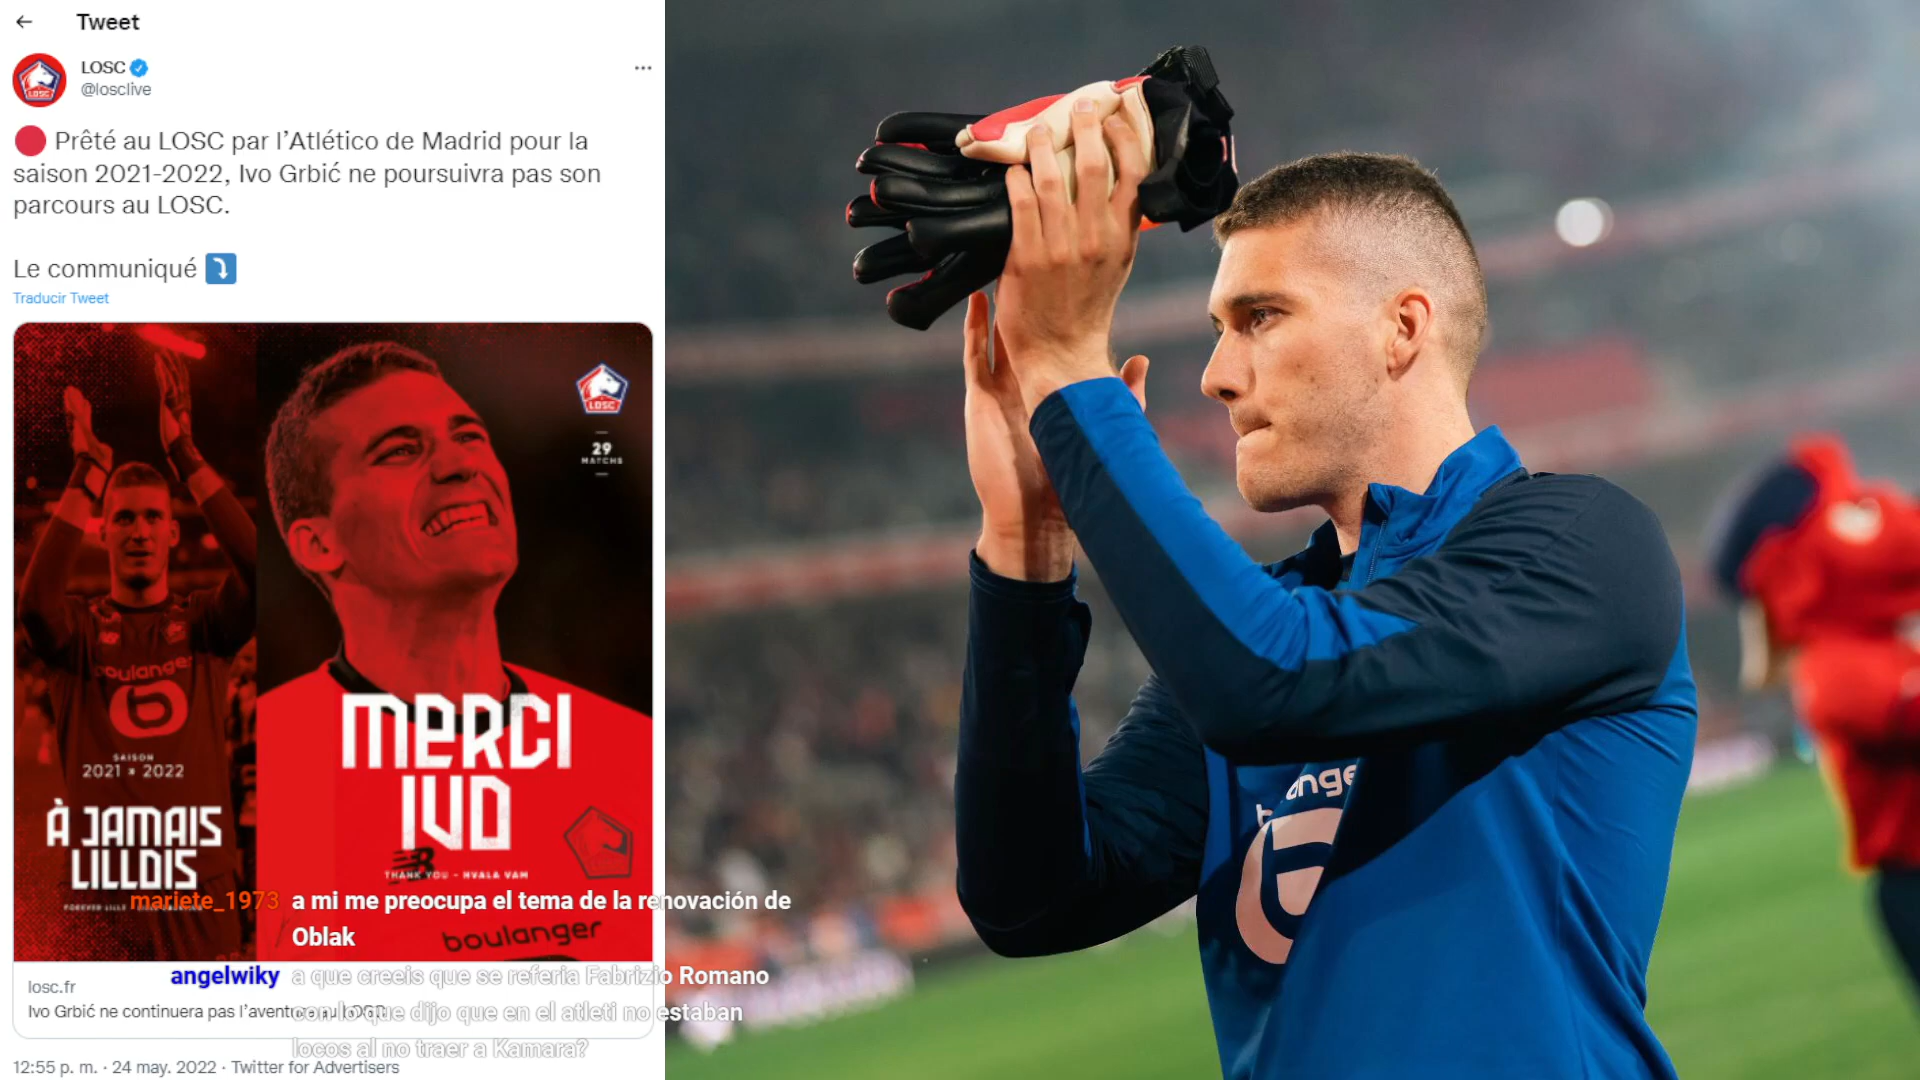 Tweet
LOSC
@losclive
Prêté au LOSC par l’Atlético de Madrid pour la
saison 2021-2022, Ivo Grbić ne poursuivra pas son
parcours au LOSC.
Le communiqué
Traducir Tweet
LOSC
29
MATCHS
boulanger
SAISON
2021 × 2022
À JAMAIS
LILLOIS
MERCI
IVO
THANK YOU - HVALA VAM
boulanger
losc.fr
Ivo Grbić ne continuera pas l’aventure au LOSC
12:55 p. m. · 24 may. 2022 · Twitter for Advertisers
mariete_1973 a mi me preocupa el tema de la renovación de
Oblak
angelwiky a que creeis que se referia Fabrizio Romano
con lo que dijo que en el atleti no estaban
locos al no traer a Kamara?